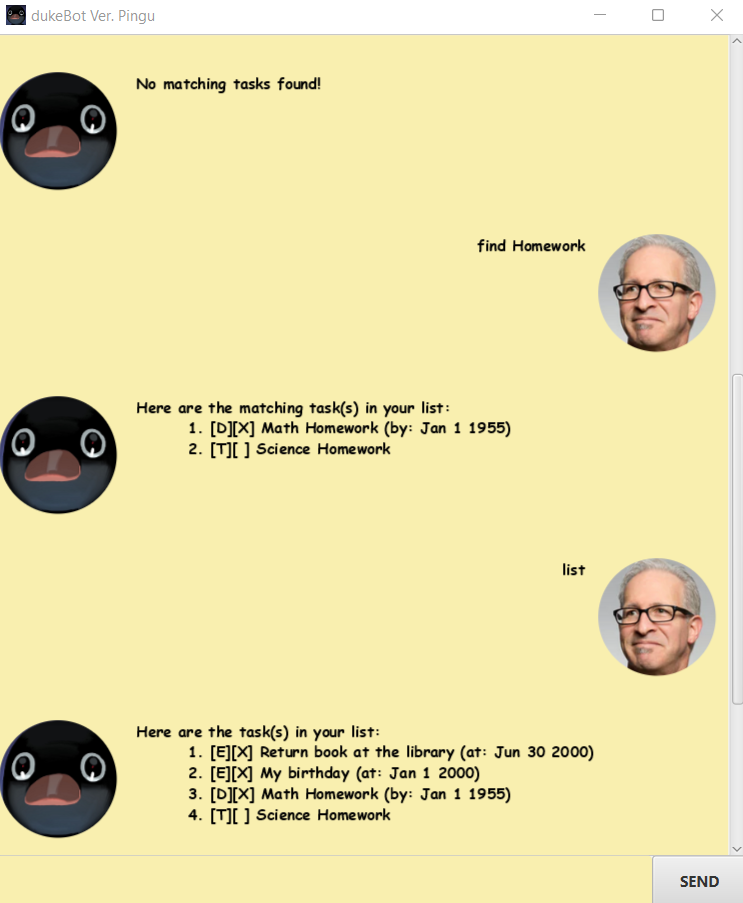 dukeBot Ver. Pingu
No matching tasks found!
find Homework
Here are the matching task(s) in your list:
1. [D][X] Math Homework (by: Jan 1 1955)
2. [T][ ] Science Homework
list
Here are the task(s) in your list:
1. [E][X] Return book at the library (at: Jun 30 2000)
2. [E][X] My birthday (at: Jan 1 2000)
3. [D][X] Math Homework (by: Jan 1 1955)
4. [T][ ] Science Homework
SEND